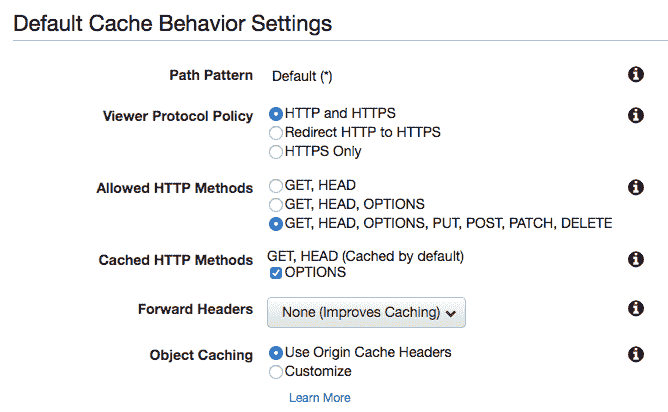 Default Cache Behavior Settings
Path Pattern Default (*)
Viewer Protocol Policy HTTP and HTTPS
Redirect HTTP to HTTPS
HTTPS Only
Allowed HTTP Methods GET, HEAD
GET, HEAD, OPTIONS
GET, HEAD, OPTIONS, PUT, POST, PATCH, DELETE
Cached HTTP Methods GET, HEAD (Cached by default)
OPTIONS
Forward Headers None (Improves Caching)
Object Caching Use Origin Cache Headers
Customize
Learn More